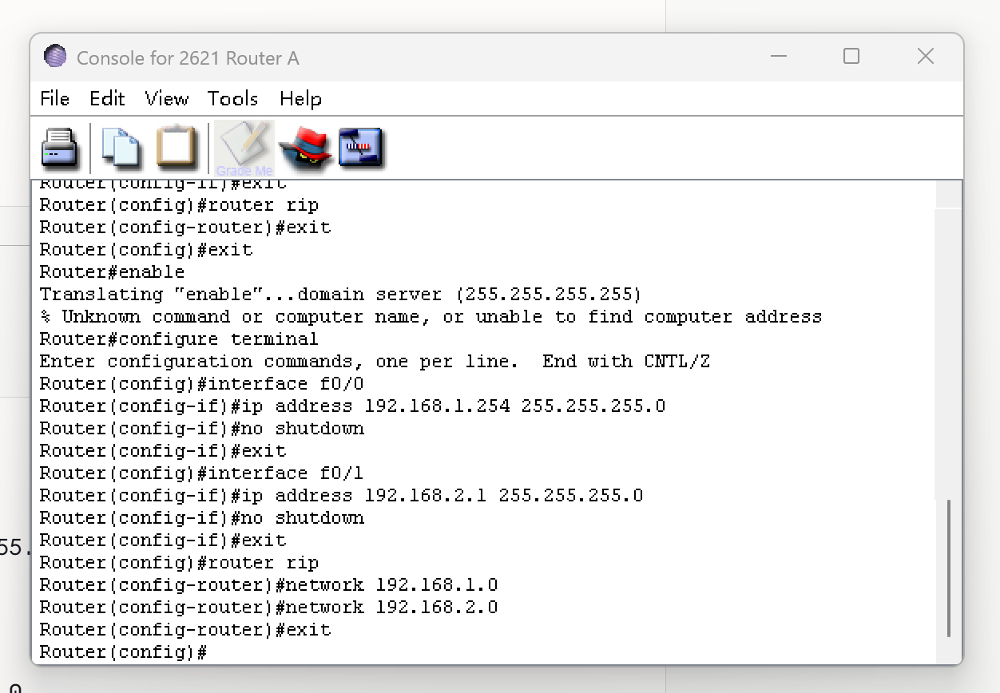 Console for 2621 Router A
File Edit View Tools Help
Grade Me
Router(config-if)#exit
Router(config)#router rip
Router(config-router)#exit
Router(config)#exit
Router#enable
Translating "enable"...domain server (255.255.255.255)
% Unknown command or computer name, or unable to find computer address
Router#configure terminal
Enter configuration commands, one per line.  End with CNTL/Z
Router(config)#interface f0/0
Router(config-if)#ip address 192.168.1.254 255.255.255.0
Router(config-if)#no shutdown
Router(config-if)#exit
Router(config)#interface f0/1
Router(config-if)#ip address 192.168.2.1 255.255.255.0
Router(config-if)#no shutdown
Router(config-if)#exit
55.
Router(config)#router rip
Router(config-router)#network 192.168.1.0
Router(config-router)#network 192.168.2.0
Router(config-router)#exit
Router(config)#
.0